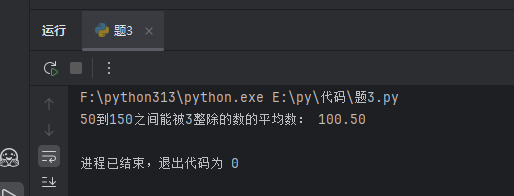 运行 题3
F:\python313\python.exe E:\py\代码\题3.py
50到150之间能被3整除的数的平均数: 100.50
进程已结束，退出代码为 0